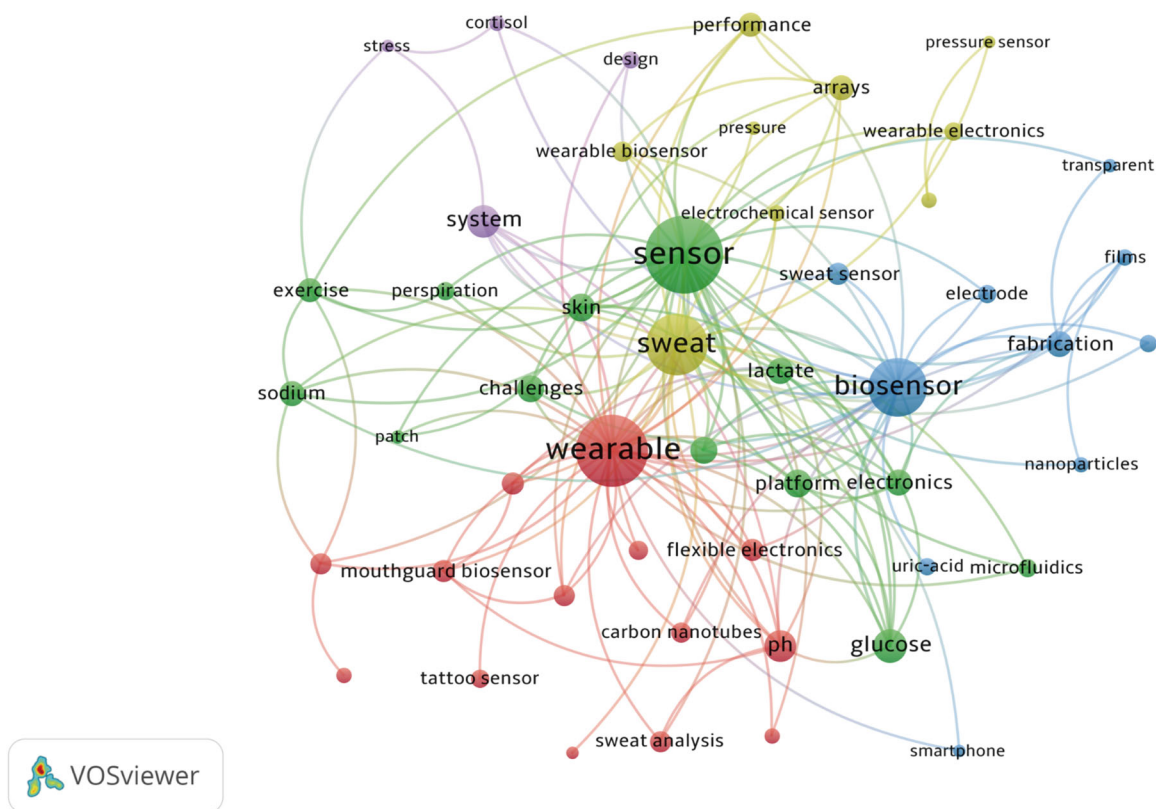 cortisol
performance
stress
pressure sensor
design
arrays
pressure
wearable electronics
wearable biosensor
transparent
system
electrochemical sensor
sensor
films
sweat sensor
exercise
perspiration
electrode
skin
sweat
fabrication
lactate
biosensor
challenges
sodium
patch
wearable
nanoparticles
platform
electronics
flexible electronics
mouthguard biosensor
uric-acid
microfluidics
carbon nanotubes
ph
glucose
tattoo sensor
sweat analysis
smartphone
VOSviewer